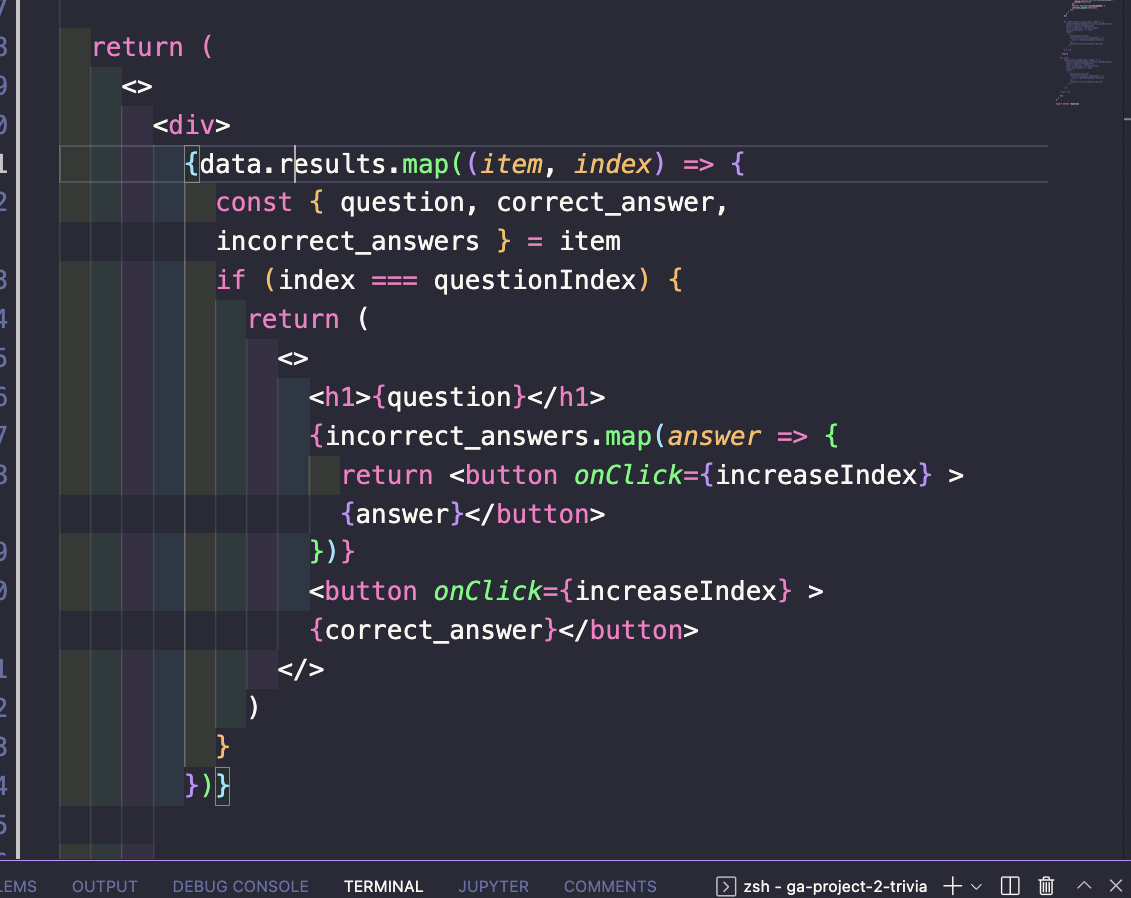 return (
<>
<div>
{data.results.map((item, index) => {
const { question, correct_answer,
incorrect_answers } = item
if (index === questionIndex) {
return (
<>
<h1>{question}</h1>
{incorrect_answers.map(answer => {
return <button onClick={increaseIndex} >
{answer}</button>
})}
<button onClick={increaseIndex} >
{correct_answer}</button>
</>
)
}
})}
LEMS OUTPUT DEBUG CONSOLE TERMINAL JUPYTER COMMENTS zsh - ga-project-2-trivia